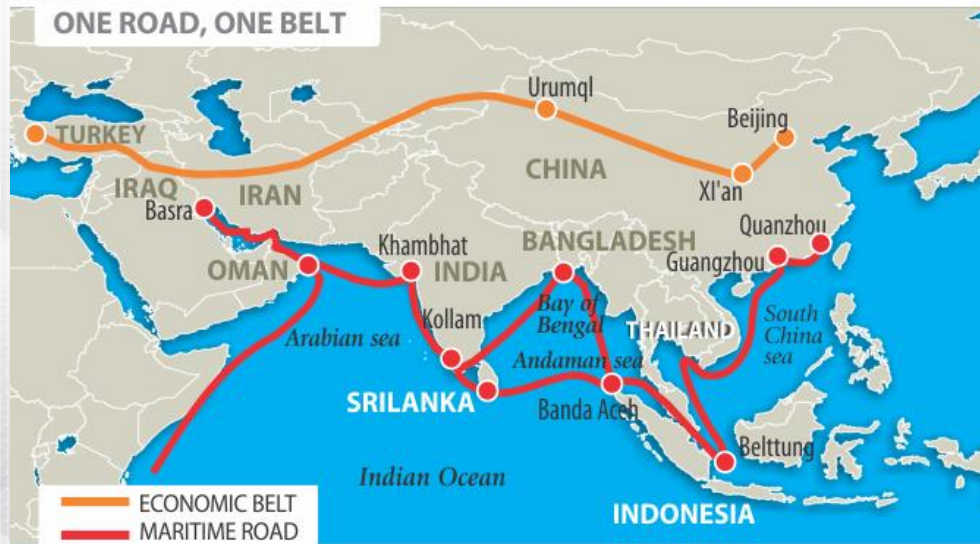 ONE ROAD, ONE BELT
Urumql
Beijing
TURKEY
CHINA
XI'an
IRAQ
IRAN
Basra
Quanzhou
Khambhat
BANGLADESH
Guangzhou
OMAN
INDIA
Bay of
Bengal
Kollam
THAILAND
South
China
sea
Arabian sea
Andaman sea
SRILANKA
Banda Aceh
Belttung
Indian Ocean
ECONOMIC BELT
INDONESIA
MARITIME ROAD